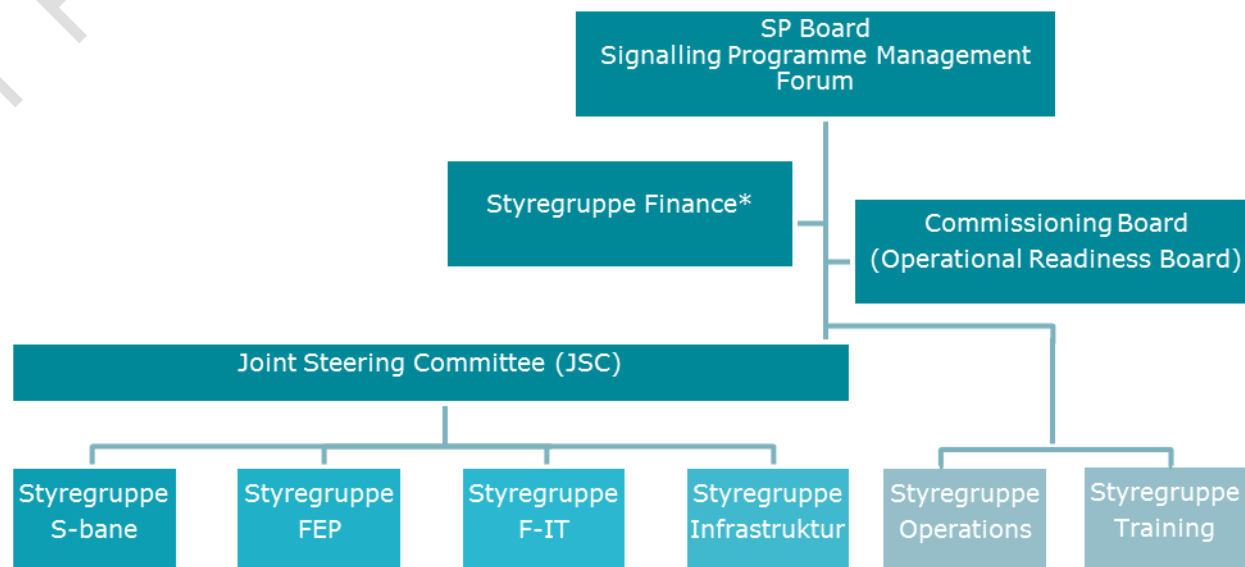 SP Board
Signalling Programme Management
Forum
Styregruppe Finance*
Commissioning Board
(Operational Readiness Board)
Joint Steering Committee (JSC)
Styregruppe
S-bane
Styregruppe
FEP
Styregruppe
F-IT
Styregruppe
Infrastruktur
Styregruppe
Operations
Styregruppe
Training